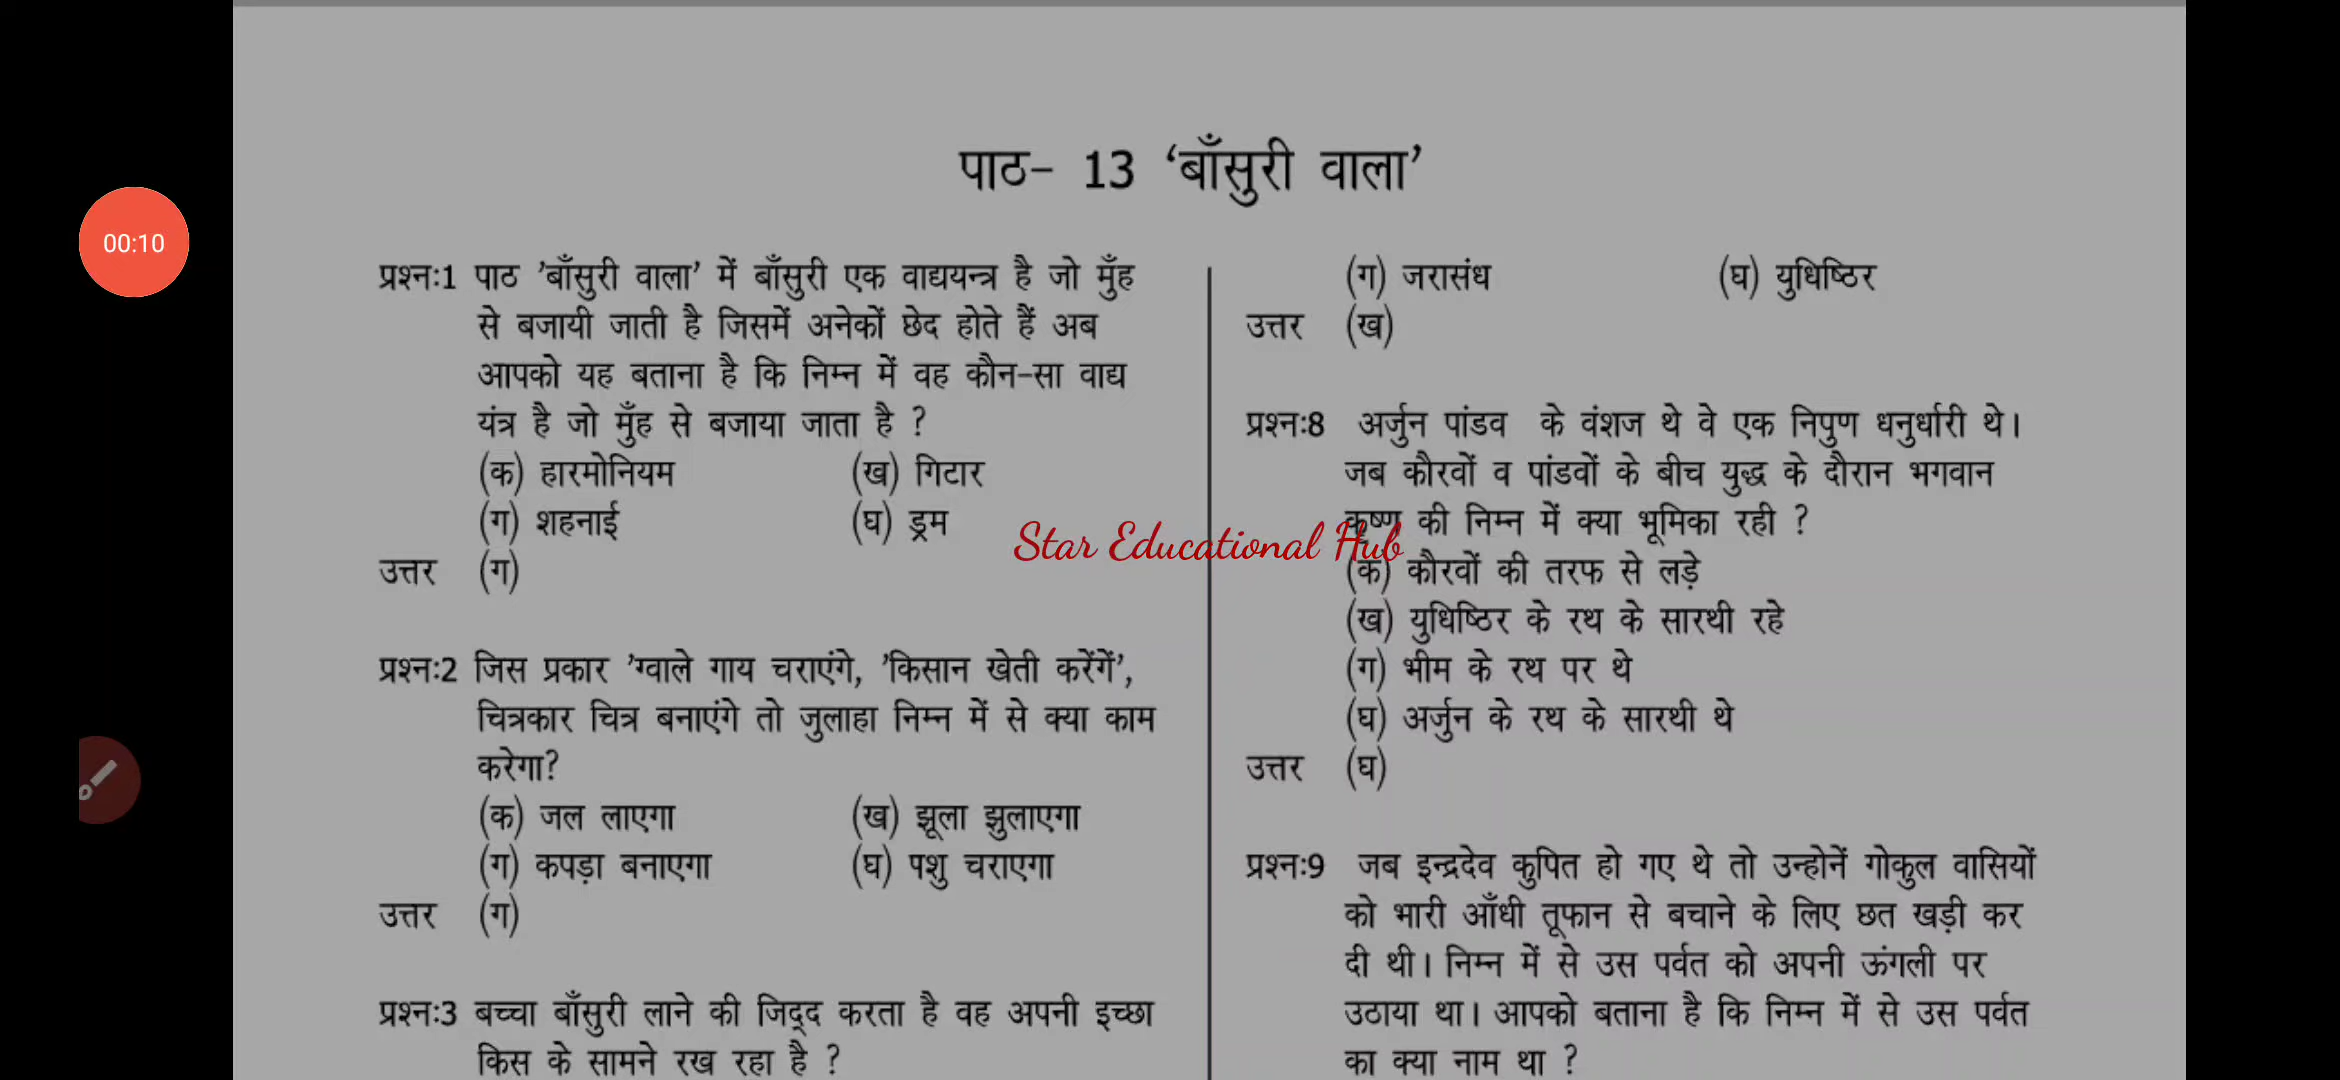 पाठ- 13 ‘बाँसुरी वाला’
00:10
प्रश्नः1 पाठ ’बाँसुरी वाला’ में बाँसुरी एक वाद्ययन्त्र है जो मुँह
से बजायी जाती है जिसमें अनेकों छेद होते हैं अब
आपको यह बताना है कि निम्न में वह कौन-सा वाद्य
यंत्र है जो मुँह से बजाया जाता है ?
(क) हारमोनियम (ख) गिटार
(ग) शहनाई (घ) ड्रम
उत्तर (ग)
प्रश्नः2 जिस प्रकार ’ग्वाले गाय चराएंगे, ’किसान खेती करेंगें’,
चित्रकार चित्र बनाएंगे तो जुलाहा निम्न में से क्या काम
करेगा?
(क) जल लाएगा (ख) झूला झुलाएगा
(ग) कपड़ा बनाएगा (घ) पशु चराएगा
उत्तर (ग)
प्रश्नः3 बच्चा बाँसुरी लाने की जिद्द करता है वह अपनी इच्छा
किस के सामने रख रहा है ?
(ग) जरासंध (घ) युधिष्ठिर
उत्तर (ख)
प्रश्नः8 अर्जुन पांडव के वंशज थे वे एक निपुण धनुर्धारी थे।
जब कौरवों व पांडवों के बीच युद्ध के दौरान भगवान
कृष्ण की निम्न में क्या भूमिका रही ?
Star Educational Hub
(क) कौरवों की तरफ से लड़े
(ख) युधिष्ठिर के रथ के सारथी रहे
(ग) भीम के रथ पर थे
(घ) अर्जुन के रथ के सारथी थे
उत्तर (घ)
प्रश्नः9 जब इन्द्रदेव कुपित हो गए थे तो उन्होनें गोकुल वासियों
को भारी आँधी तूफान से बचाने के लिए छत खड़ी कर
दी थी। निम्न में से उस पर्वत को अपनी ऊंगली पर
उठाया था। आपको बताना है कि निम्न में से उस पर्वत
का क्या नाम था ?